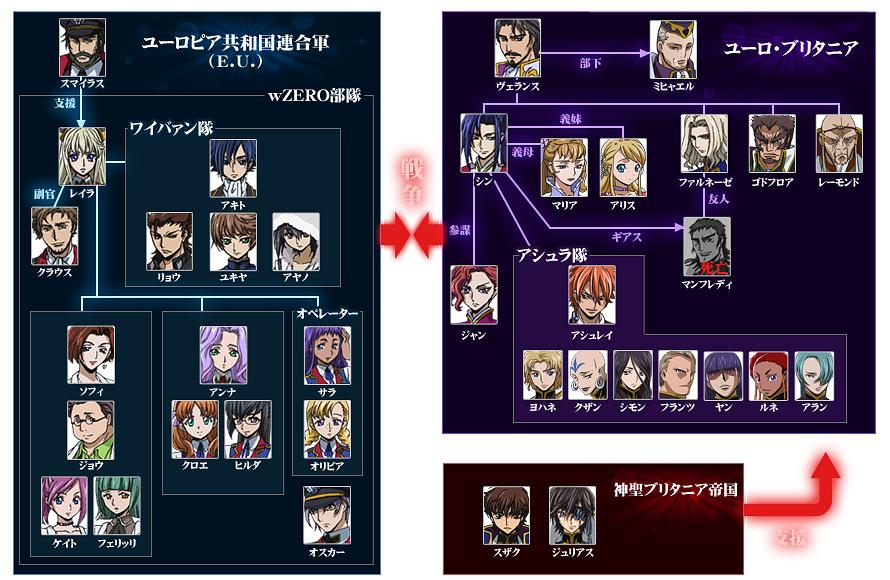 ユーロピア共和国連合軍
(E.U.)
スマイラス
支援
wZERO部隊
レイラ
副官
クラウス
ワイバァン隊
アキト
リョウ
ユキヤ
アヤノ
ソフィ
ジョウ
ケイト
フェリッリ
アンナ
クロエ
ヒルダ
オペレーター
サラ
オリビア
オスカー
戦争
ユーロ・ブリタニア
ヴェランス
部下
ミヒャエル
シン
義妹
義母
マリア
アリス
ファルネーゼ
ゴドフロア
レーモンド
友人
ギアス
マンフレディ
死亡
参謀
ジャン
アシュラ隊
アシュレイ
ヨハネ
クザン
シモン
フランツ
ヤン
ルネ
アラン
神聖ブリタニア帝国
スザク
ジュリアス
支援